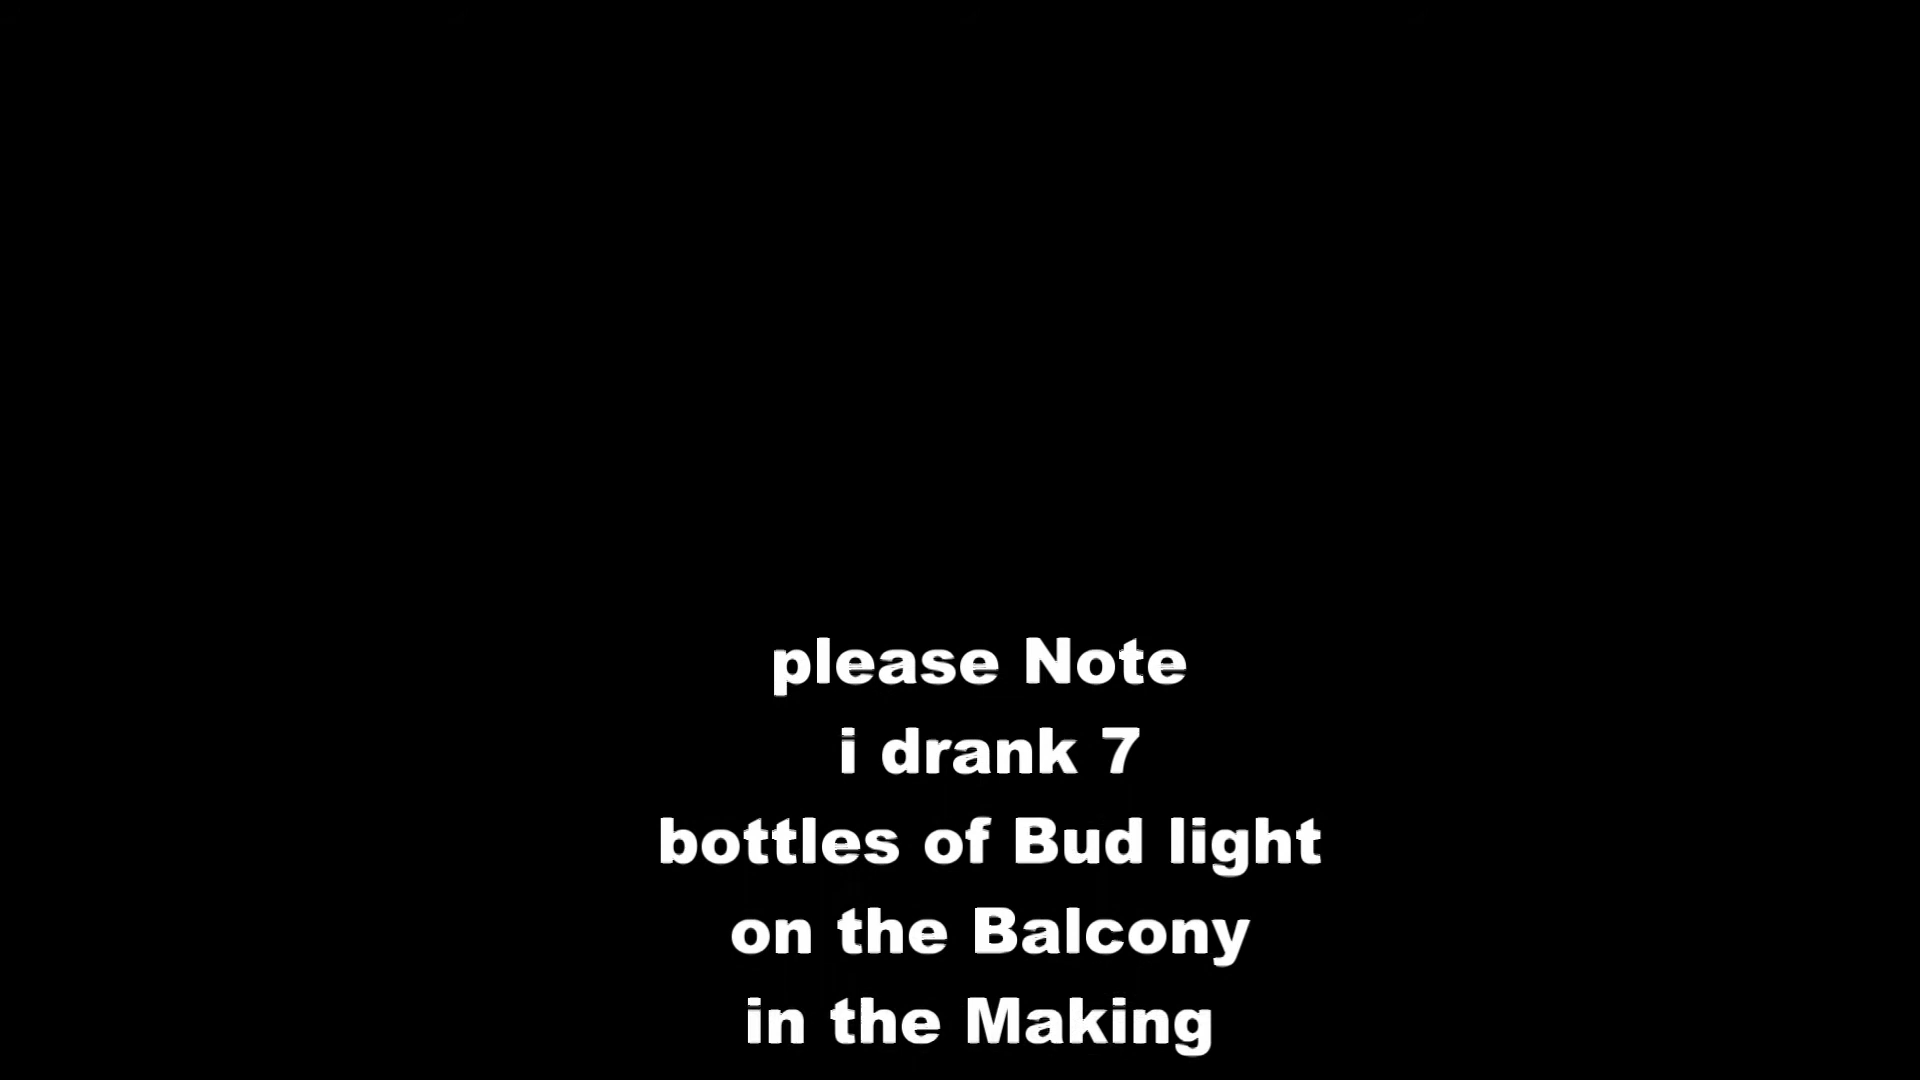 please Note
i drank 7
bottles of Bud light
on the Balcony
in the Making